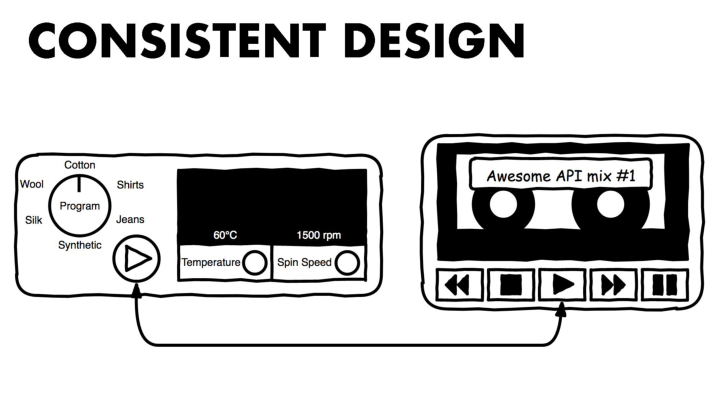 CONSISTENT DESIGN
Cotton
Wool
Shirts
Program
Silk
Jeans
Synthetic
60°C
1500 rpm
Temperature
Spin Speed
Awesome API mix #1